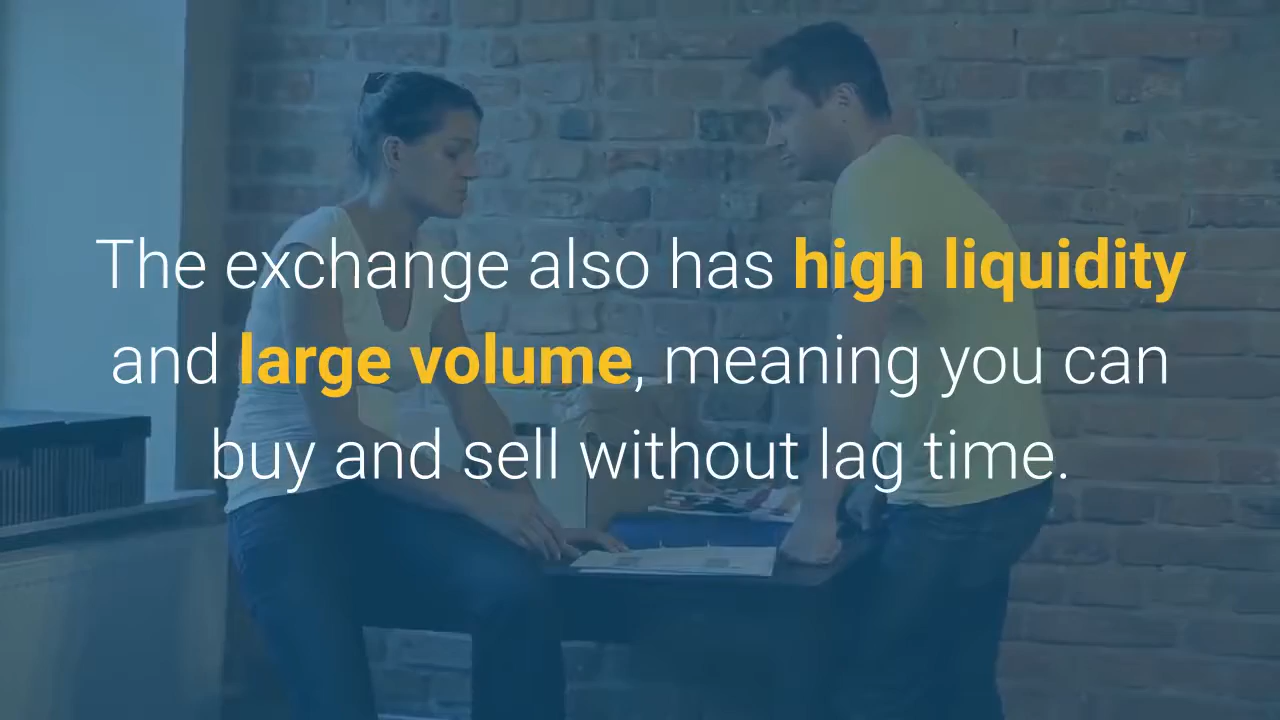 The exchange also has high liquidity
and large volume, meaning you can
buy and sell without lag time.